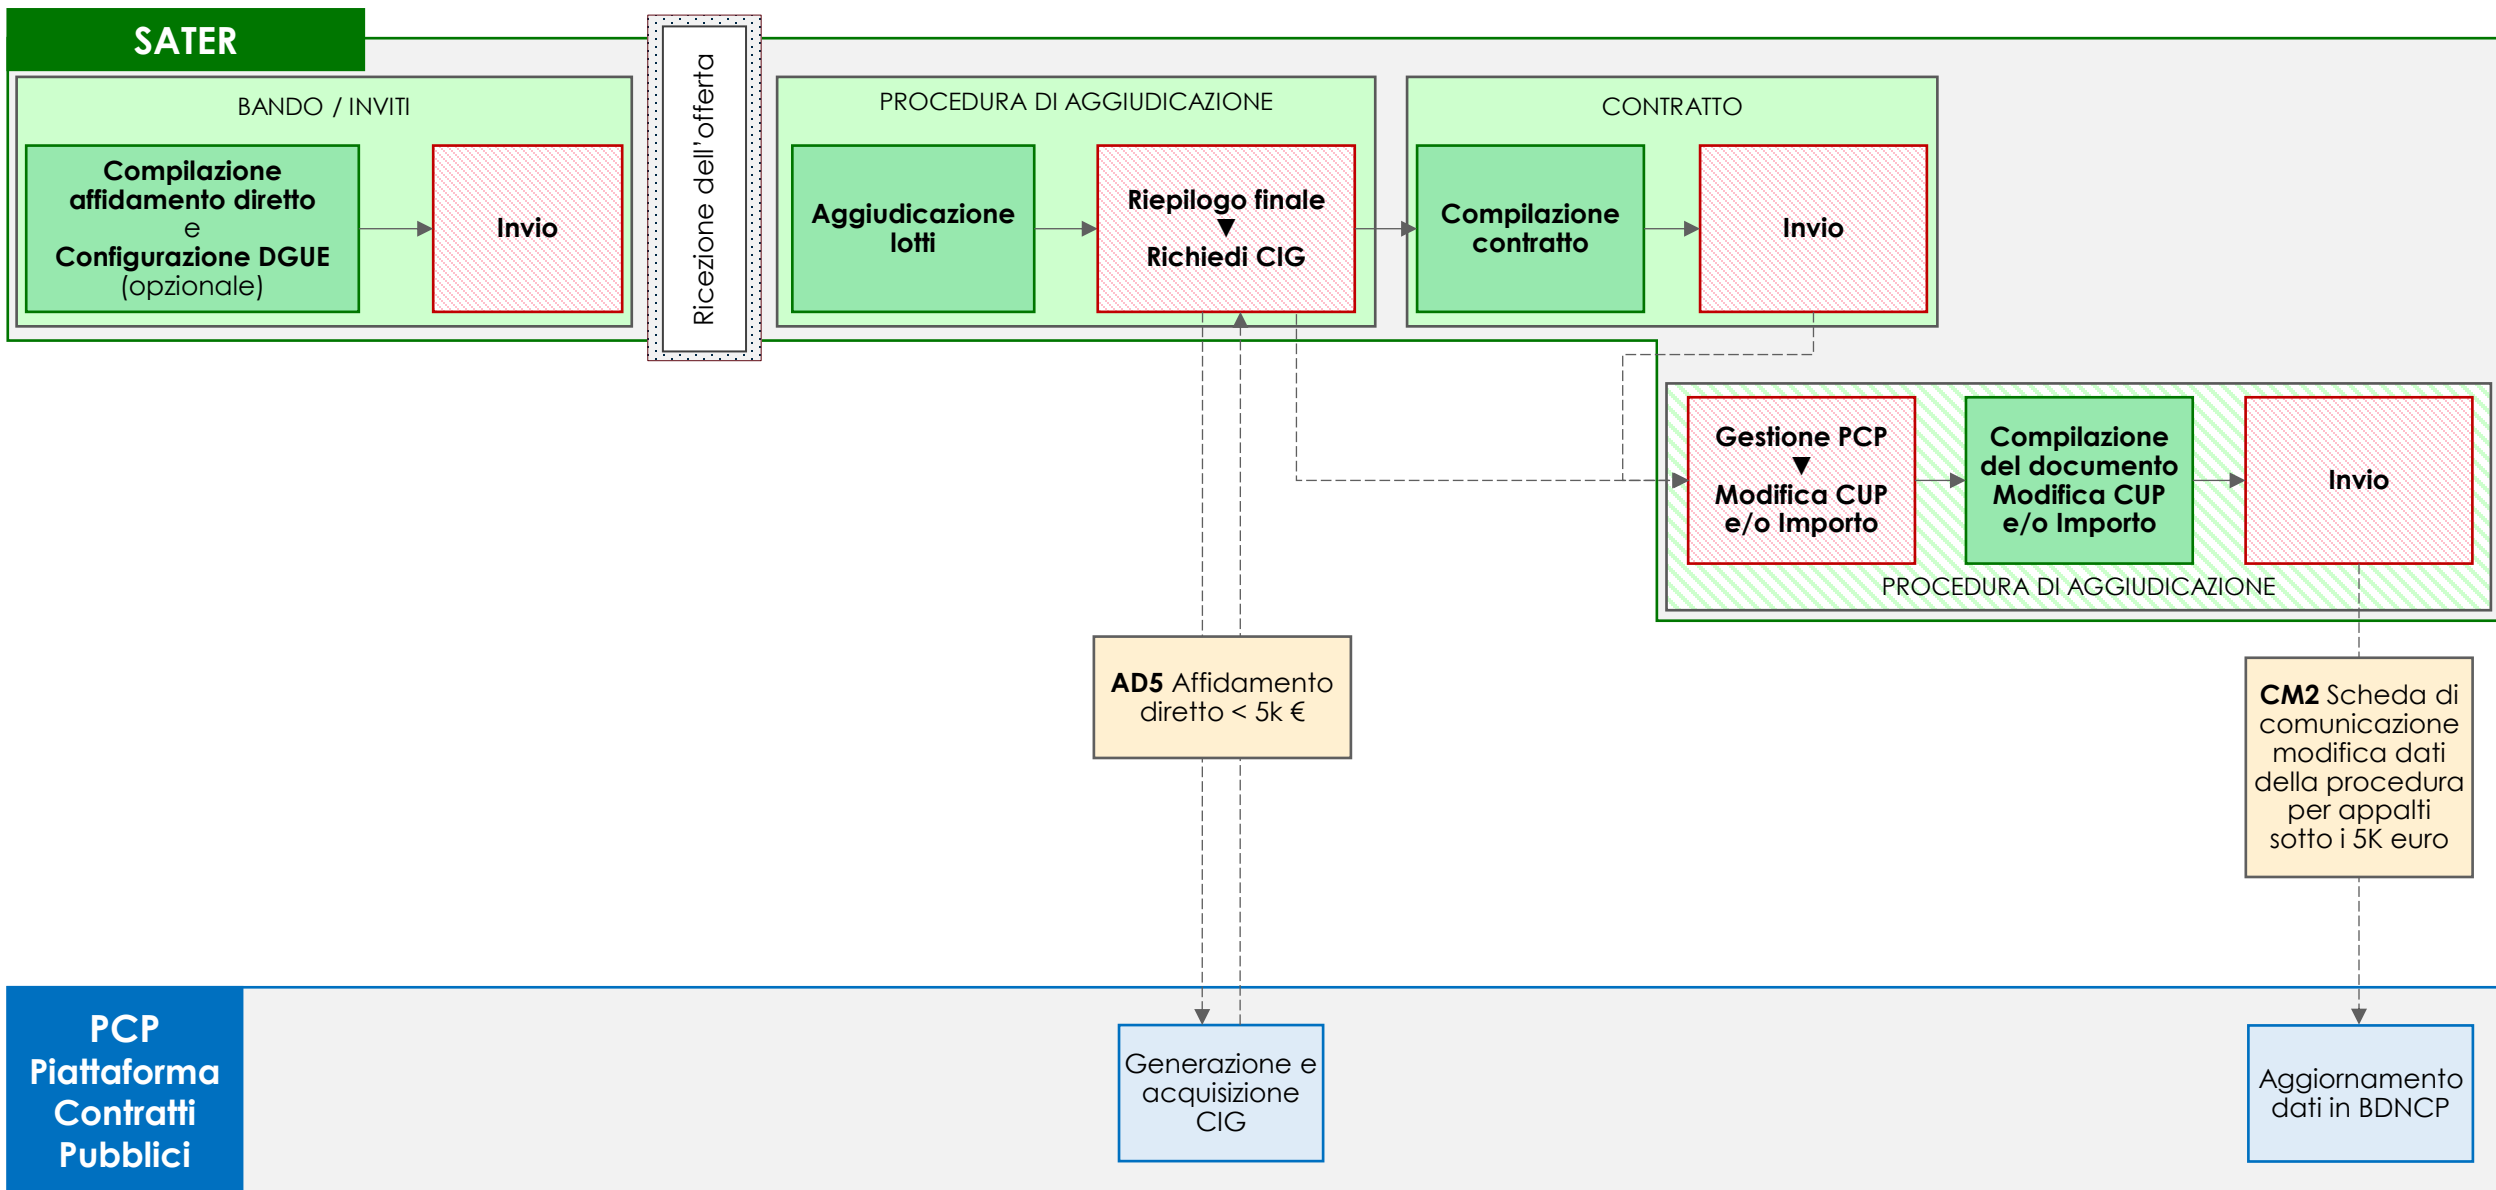 SATER
BANDO / INVITI
Compilazione
affidamento diretto
e
Configurazione DGUE
(opzionale)
Invio
Ricezione dell'offerta
PROCEDURA DI AGGIUDICAZIONE
Aggiudicazione
lotti
Riepilogo finale
▼
Richiedi CIG
CONTRATTO
Compilazione
contratto
Invio
Gestione PCP
▼
Modifica CUP
e/o Importo
Compilazione
del documento
Modifica CUP
e/o Importo
Invio
PROCEDURA DI AGGIUDICAZIONE
AD5 Affidamento
diretto < 5k €
CM2 Scheda di
comunicazione
modifica dati
della procedura
per appalti
sotto i 5K euro
PCP
Piattaforma
Contratti
Pubblici
Generazione e
acquisizione
CIG
Aggiornamento
dati in BDNCP